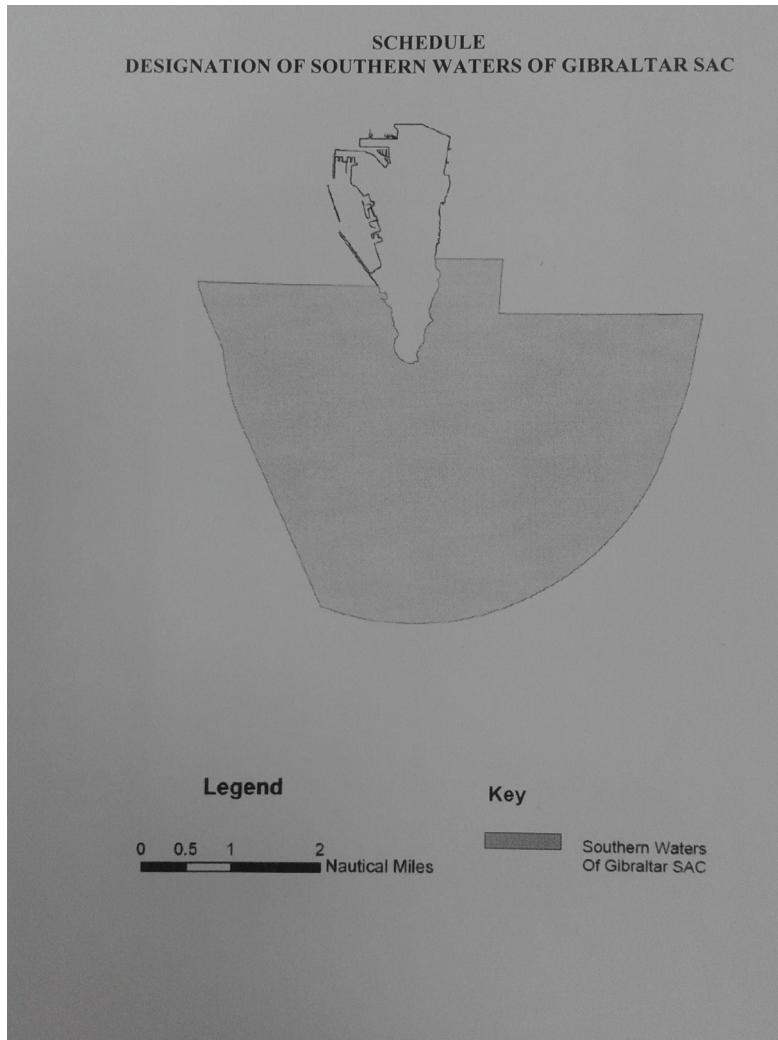 SCHEDULE
DESIGNATION OF SOUTHERN WATERS OF GIBRALTAR SAC
Legend
0 0.5 1 2
Nautical Miles
Key
Southern Waters
Of Gibraltar SAC